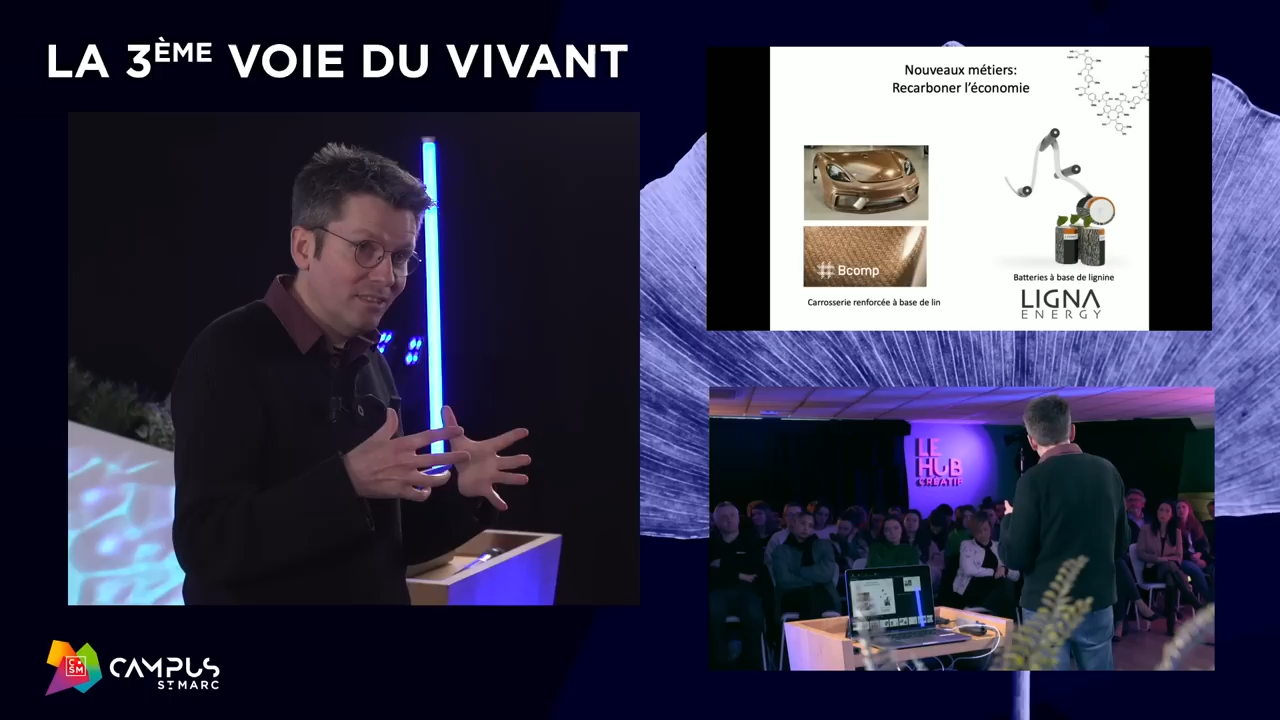 LA 3ÈME VOIE DU VIVANT
Nouveaux métiers:
Recarboner l'économie
Bcomp
Carrosserie renforcée à base de lin
Batteries à base de lignine
LIGNA
ENERGY
LE
HUB
CRÉATIF
C
SM
CAMPUS
ST MARC